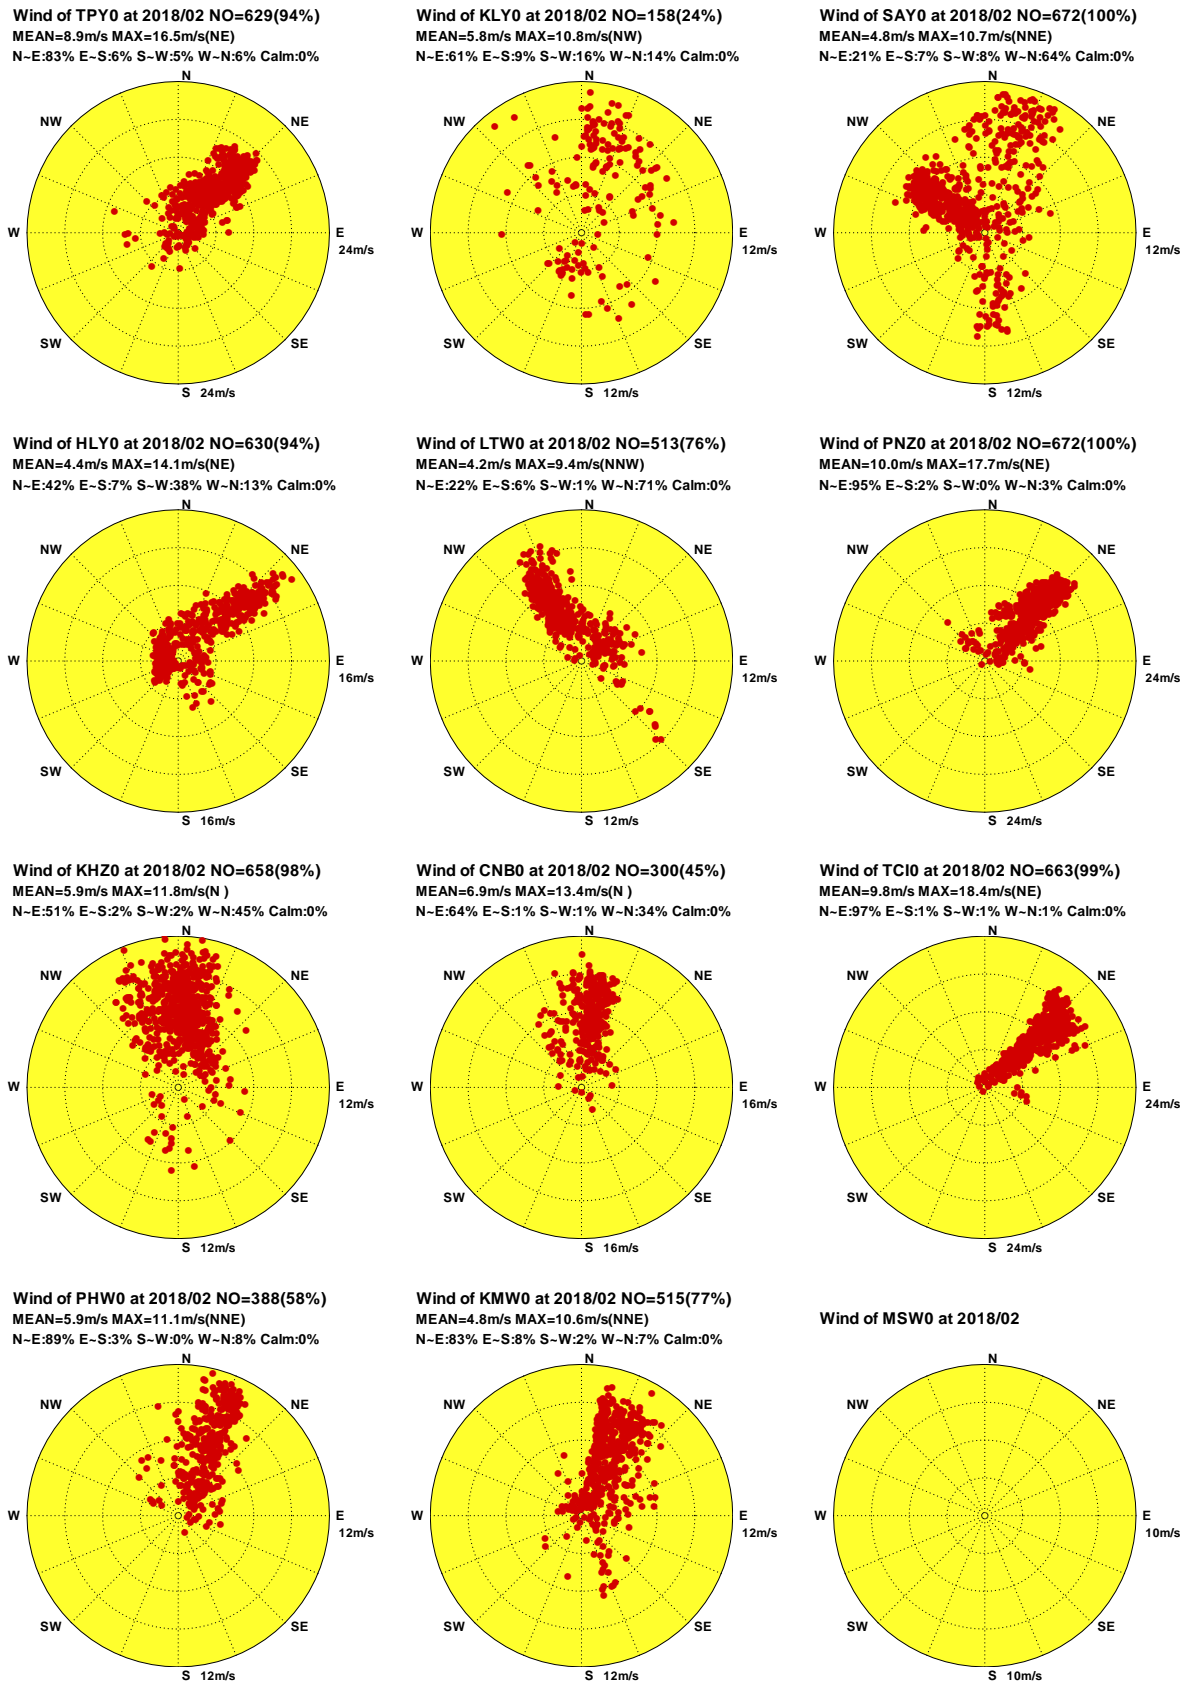 Wind of TPY0 at 2018/02 NO=629(94%)
MEAN=8.9m/s MAX=16.5m/s(NE)
N~E:83% E~S:6% S~W:5% W~N:6% Calm:0%
N
NW
NE
W
E
24m/s
SW
SE
S 24m/s
Wind of KLY0 at 2018/02 NO=158(24%)
MEAN=5.8m/s MAX=10.8m/s(NW)
N~E:61% E~S:9% S~W:16% W~N:14% Calm:0%
N
NW
NE
W
E
12m/s
SW
SE
S 12m/s
Wind of SAY0 at 2018/02 NO=672(100%)
MEAN=4.8m/s MAX=10.7m/s(NNE)
N~E:21% E~S:7% S~W:8% W~N:64% Calm:0%
N
NW
NE
W
E
12m/s
SW
SE
S 12m/s
Wind of HLY0 at 2018/02 NO=630(94%)
MEAN=4.4m/s MAX=14.1m/s(NE)
N~E:42% E~S:7% S~W:38% W~N:13% Calm:0%
N
NW
NE
W
E
16m/s
SW
SE
S 16m/s
Wind of LTW0 at 2018/02 NO=513(76%)
MEAN=4.2m/s MAX=9.4m/s(NNW)
N~E:22% E~S:6% S~W:1% W~N:71% Calm:0%
N
NW
NE
W
E
12m/s
SW
SE
S 12m/s
Wind of PNZ0 at 2018/02 NO=672(100%)
MEAN=10.0m/s MAX=17.7m/s(NE)
N~E:95% E~S:2% S~W:0% W~N:3% Calm:0%
N
NW
NE
W
E
24m/s
SW
SE
S 24m/s
Wind of KHZ0 at 2018/02 NO=658(98%)
MEAN=5.9m/s MAX=11.8m/s(N )
N~E:51% E~S:2% S~W:2% W~N:45% Calm:0%
N
NW
NE
W
E
12m/s
SW
SE
S 12m/s
Wind of CNB0 at 2018/02 NO=300(45%)
MEAN=6.9m/s MAX=13.4m/s(N )
N~E:64% E~S:1% S~W:1% W~N:34% Calm:0%
N
NW
NE
W
E
16m/s
SW
SE
S 16m/s
Wind of TCI0 at 2018/02 NO=663(99%)
MEAN=9.8m/s MAX=18.4m/s(NE)
N~E:97% E~S:1% S~W:1% W~N:1% Calm:0%
N
NW
NE
W
E
24m/s
SW
SE
S 24m/s
Wind of PHW0 at 2018/02 NO=388(58%)
MEAN=5.9m/s MAX=11.1m/s(NNE)
N~E:89% E~S:3% S~W:0% W~N:8% Calm:0%
N
NW
NE
W
E
12m/s
SW
SE
S 12m/s
Wind of KMW0 at 2018/02 NO=515(77%)
MEAN=4.8m/s MAX=10.6m/s(NNE)
N~E:83% E~S:8% S~W:2% W~N:7% Calm:0%
N
NW
NE
W
E
12m/s
SW
SE
S 12m/s
Wind of MSW0 at 2018/02
N
NW
NE
W
E
10m/s
SW
SE
S 10m/s